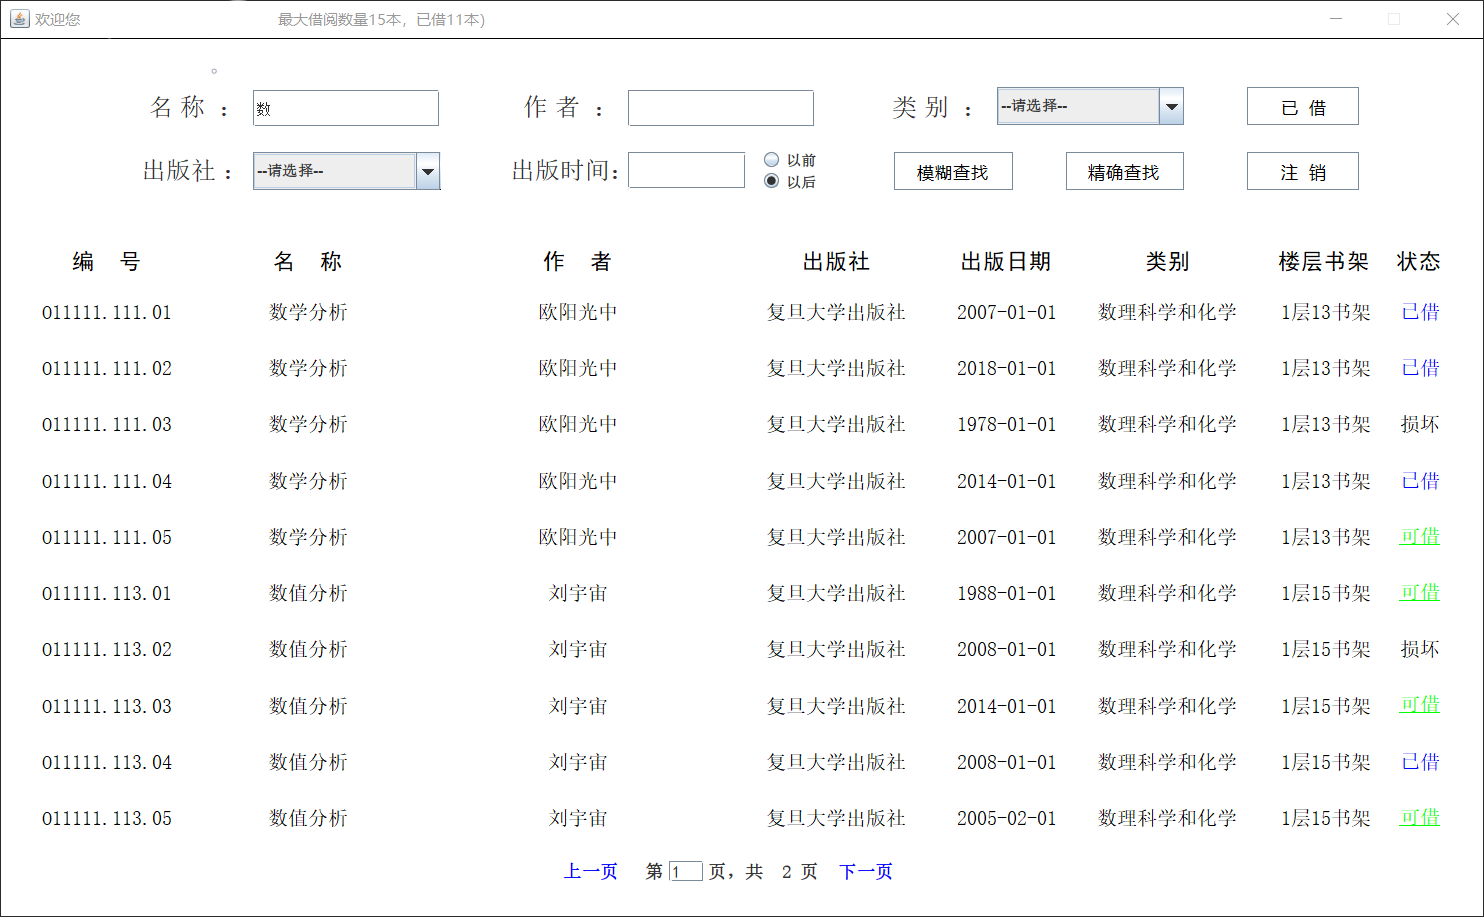 欢迎您 最大借阅数量15本，已借11本)
名 称 ： 数 作 者 ： 类 别 ： --请选择-- 已 借
出版社： --请选择-- 出版时间： 以前 以后 模糊查找 精确查找 注 销
编 号 名 称 作 者 出版社 出版日期 类别 楼层书架 状态
011111.111.01 数学分析 欧阳光中 复旦大学出版社 2007-01-01 数理科学和化学 1层13书架 已借
011111.111.02 数学分析 欧阳光中 复旦大学出版社 2018-01-01 数理科学和化学 1层13书架 已借
011111.111.03 数学分析 欧阳光中 复旦大学出版社 1978-01-01 数理科学和化学 1层13书架 损坏
011111.111.04 数学分析 欧阳光中 复旦大学出版社 2014-01-01 数理科学和化学 1层13书架 已借
011111.111.05 数学分析 欧阳光中 复旦大学出版社 2007-01-01 数理科学和化学 1层13书架 可借
011111.113.01 数值分析 刘宇宙 复旦大学出版社 1988-01-01 数理科学和化学 1层15书架 可借
011111.113.02 数值分析 刘宇宙 复旦大学出版社 2008-01-01 数理科学和化学 1层15书架 损坏
011111.113.03 数值分析 刘宇宙 复旦大学出版社 2014-01-01 数理科学和化学 1层15书架 可借
011111.113.04 数值分析 刘宇宙 复旦大学出版社 2008-01-01 数理科学和化学 1层15书架 已借
011111.113.05 数值分析 刘宇宙 复旦大学出版社 2005-02-01 数理科学和化学 1层15书架 可借
上一页 第 1 页，共 2 页 下一页